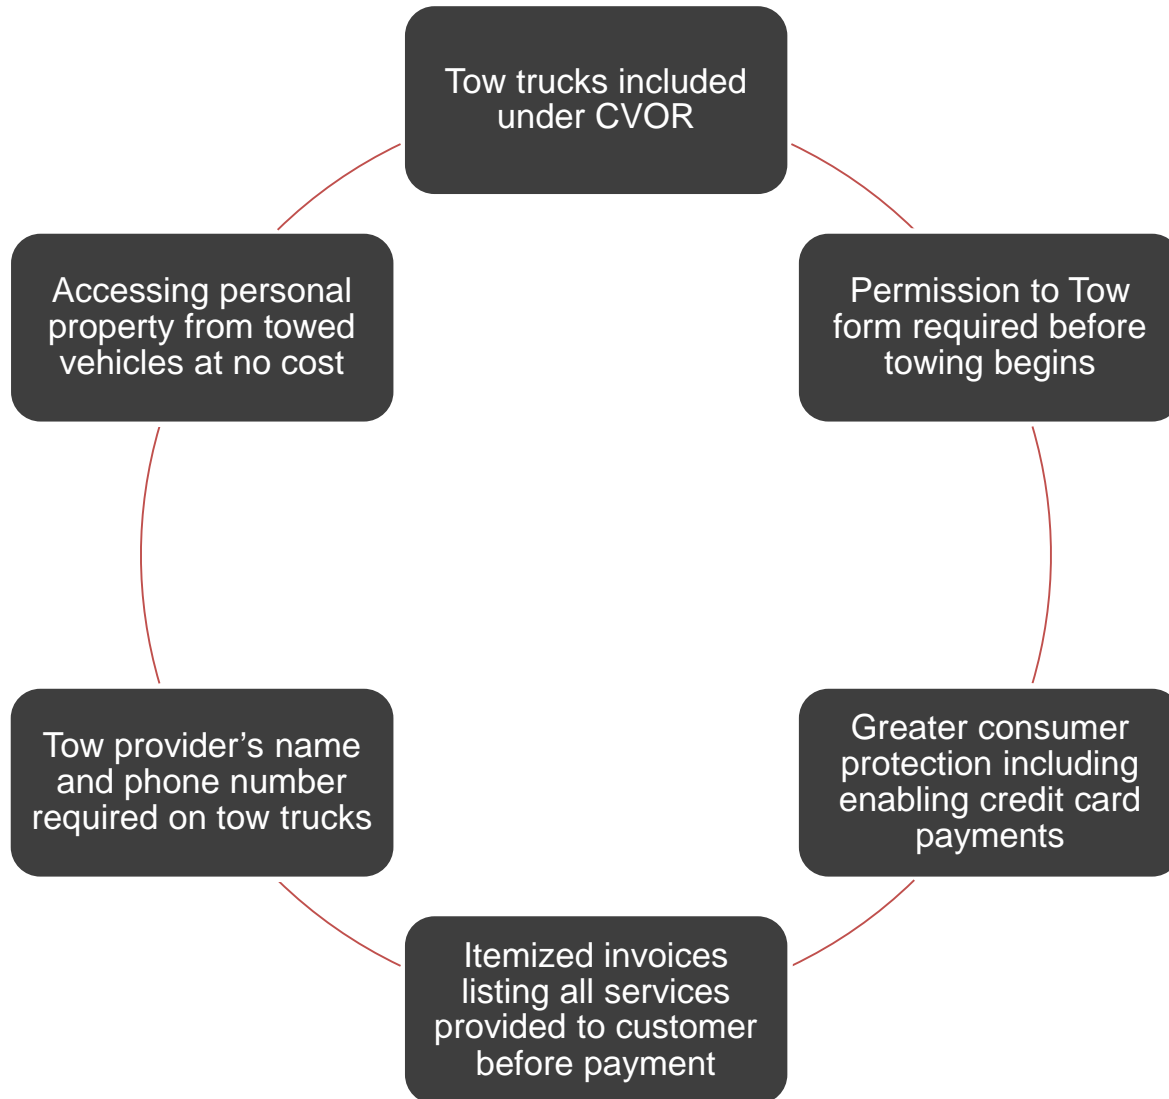 Tow trucks included
under CVOR
Permission to Tow
form required before
towing begins
Greater consumer
protection including
enabling credit card
payments
Itemized invoices
listing all services
provided to customer
before payment
Tow provider’s name
and phone number
required on tow trucks
Accessing personal
property from towed
vehicles at no cost